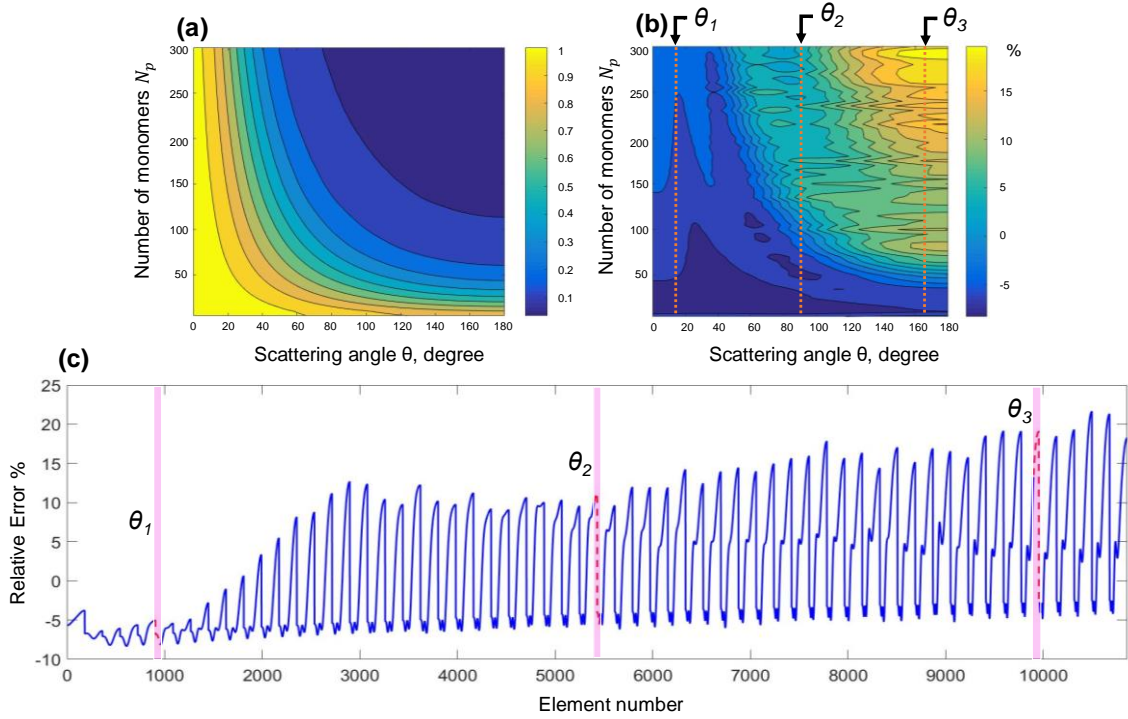 (a)
Number of monomers Nₚ
300
250
200
150
100
50
0 20 40 60 80 100 120 140 160 180
Scattering angle θ, degree
1
0.9
0.8
0.7
0.6
0.5
0.4
0.3
0.2
0.1
(b) θ₁ θ₂ θ₃
Number of monomers Nₚ
300
250
200
150
100
50
0 20 40 60 80 100 120 140 160 180
Scattering angle θ, degree
%
15
10
5
0
-5
(c)
Relative Error %
25
20
15
10
5
0
-5
-10
θ₁ θ₂ θ₃
0 1000 2000 3000 4000 5000 6000 7000 8000 9000 10000
Element number